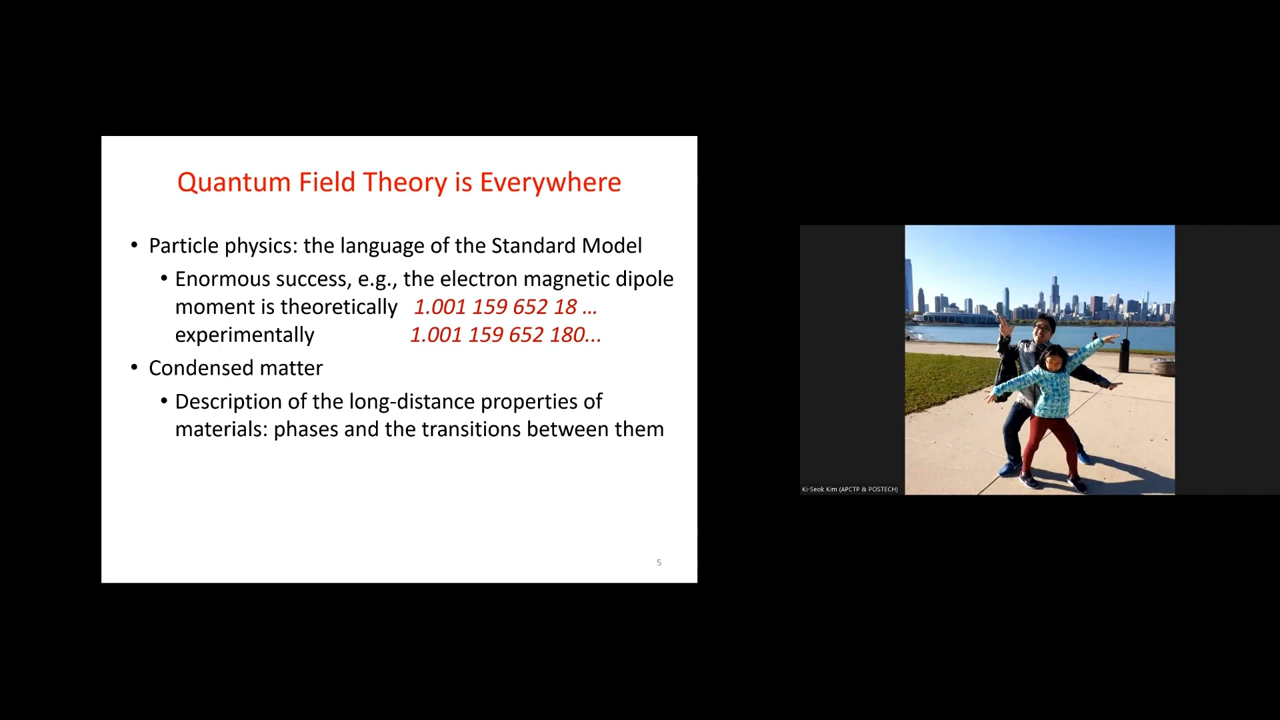 Quantum Field Theory is Everywhere
• Particle physics: the language of the Standard Model
• Enormous success, e.g., the electron magnetic dipole
moment is theoretically 1.001 159 652 18 ...
experimentally 1.001 159 652 180...
• Condensed matter
• Description of the long-distance properties of
materials: phases and the transitions between them
5
Ki-Seok Kim (APCTP & POSTECH)